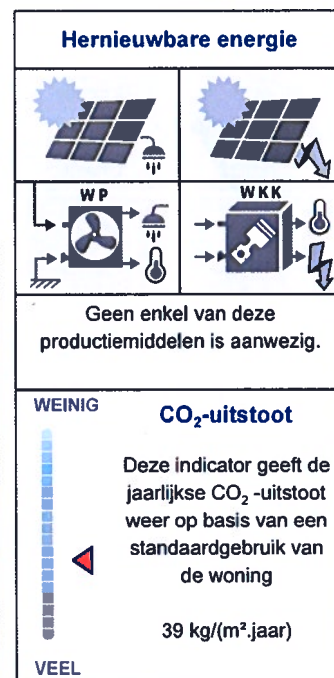 Hernieuwbare energie
WP
WKK
Geen enkel van deze
productiemiddelen is aanwezig.
WEINIG
CO₂-uitstoot
Deze indicator geeft de
jaarlijkse CO₂ -uitstoot
weer op basis van een
standaardgebruik van
de woning
39 kg/(m².jaar)
VEEL